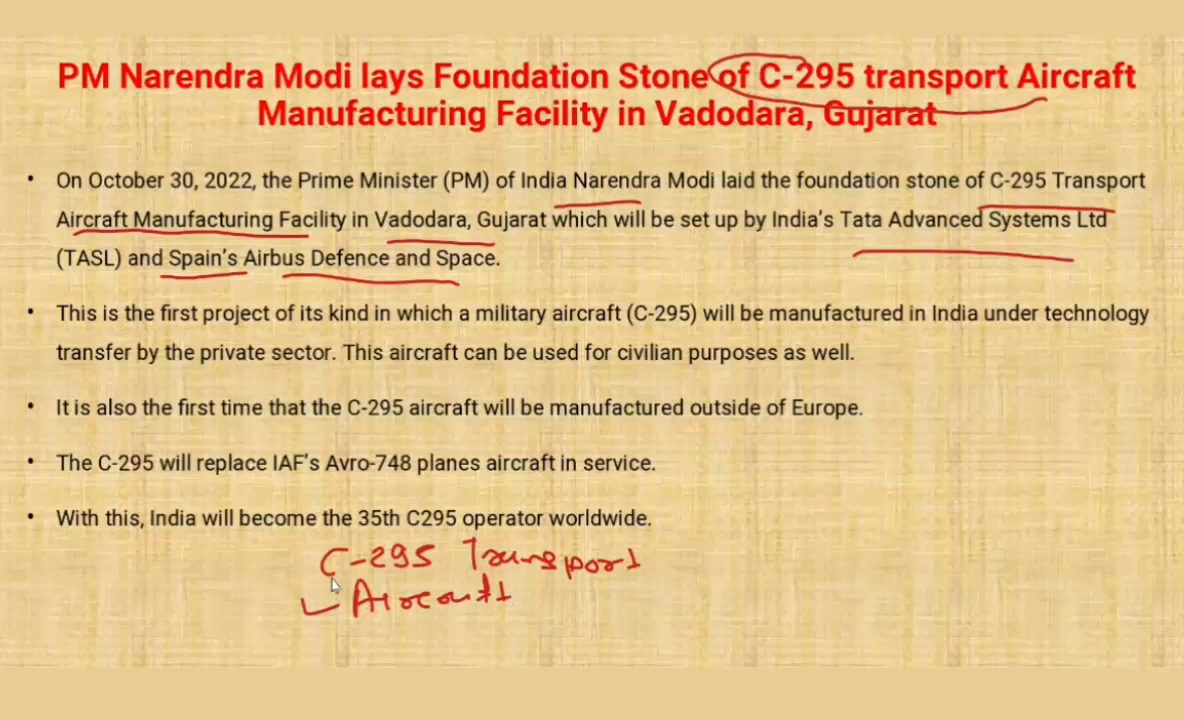 PM Narendra Modi lays Foundation Stone of C-295 transport Aircraft
Manufacturing Facility in Vadodara, Gujarat
• On October 30, 2022, the Prime Minister (PM) of India Narendra Modi laid the foundation stone of C-295 Transport
Aircraft Manufacturing Facility in Vadodara, Gujarat which will be set up by India's Tata Advanced Systems Ltd
(TASL) and Spain's Airbus Defence and Space.
• This is the first project of its kind in which a military aircraft (C-295) will be manufactured in India under technology
transfer by the private sector. This aircraft can be used for civilian purposes as well.
• It is also the first time that the C-295 aircraft will be manufactured outside of Europe.
• The C-295 will replace IAF's Avro-748 planes aircraft in service.
• With this, India will become the 35th C295 operator worldwide.
C-295 Transport
Aircraft